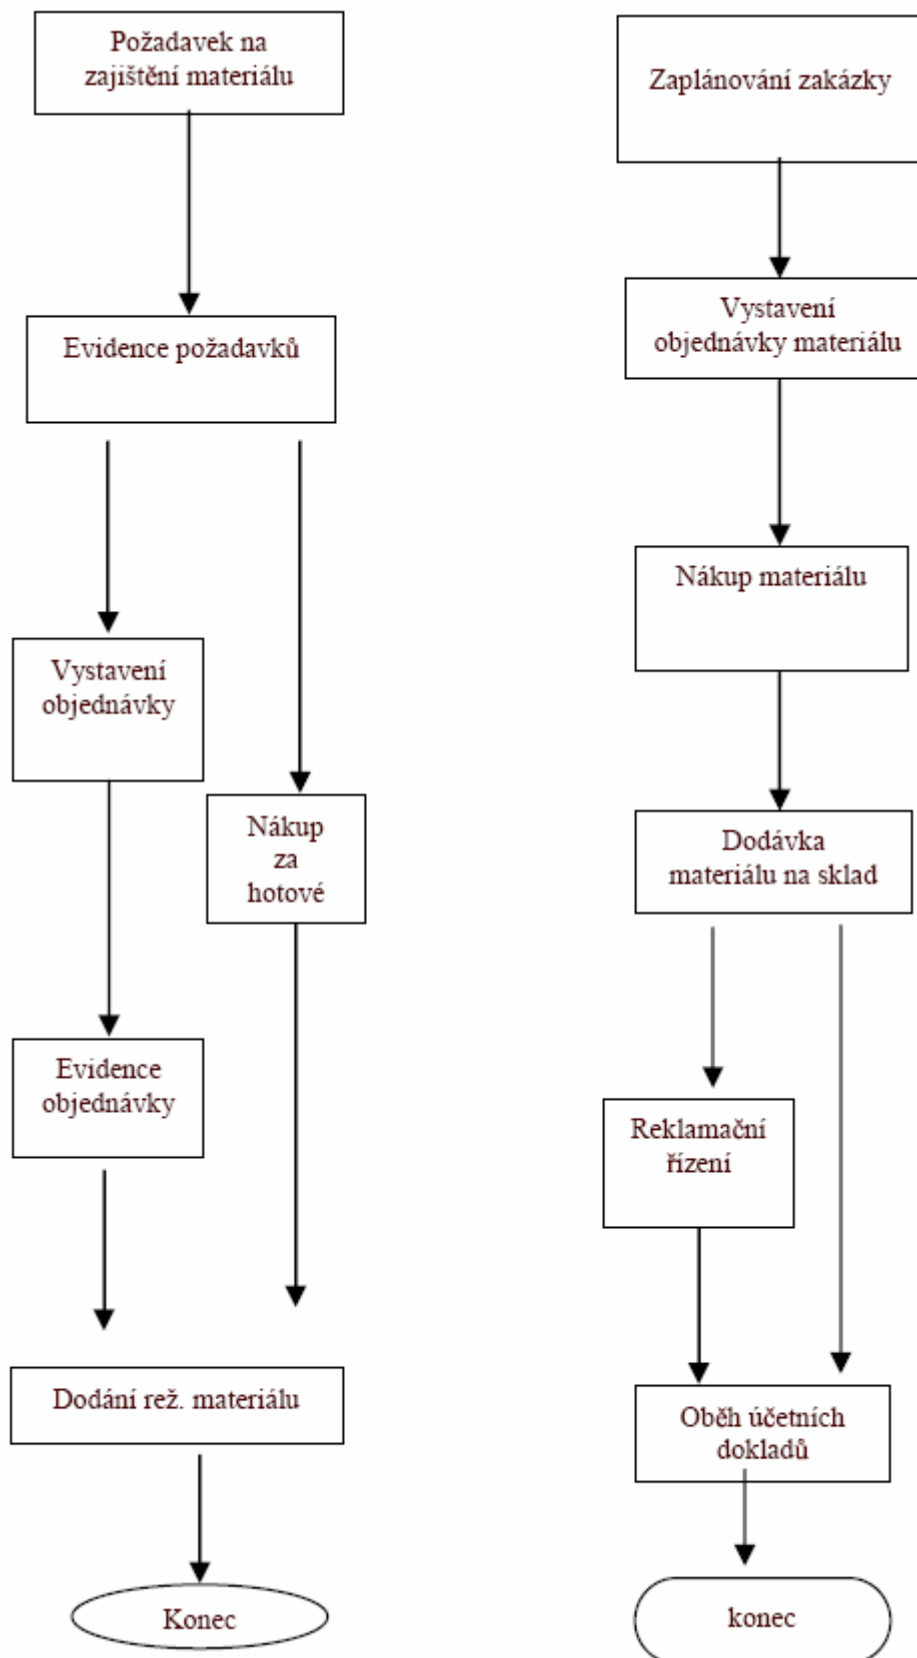 Požadavek na
zajištění materiálu
Evidence požadavků
Vystavení
objednávky
Nákup
za
hotové
Evidence
objednávky
Dodání rež. materiálu
Konec
Zaplánování zakázky
Vystavení
objednávky materiálu
Nákup materiálu
Dodávka
materiálu na sklad
Reklamační
řízení
Oběh účetních
dokladů
konec